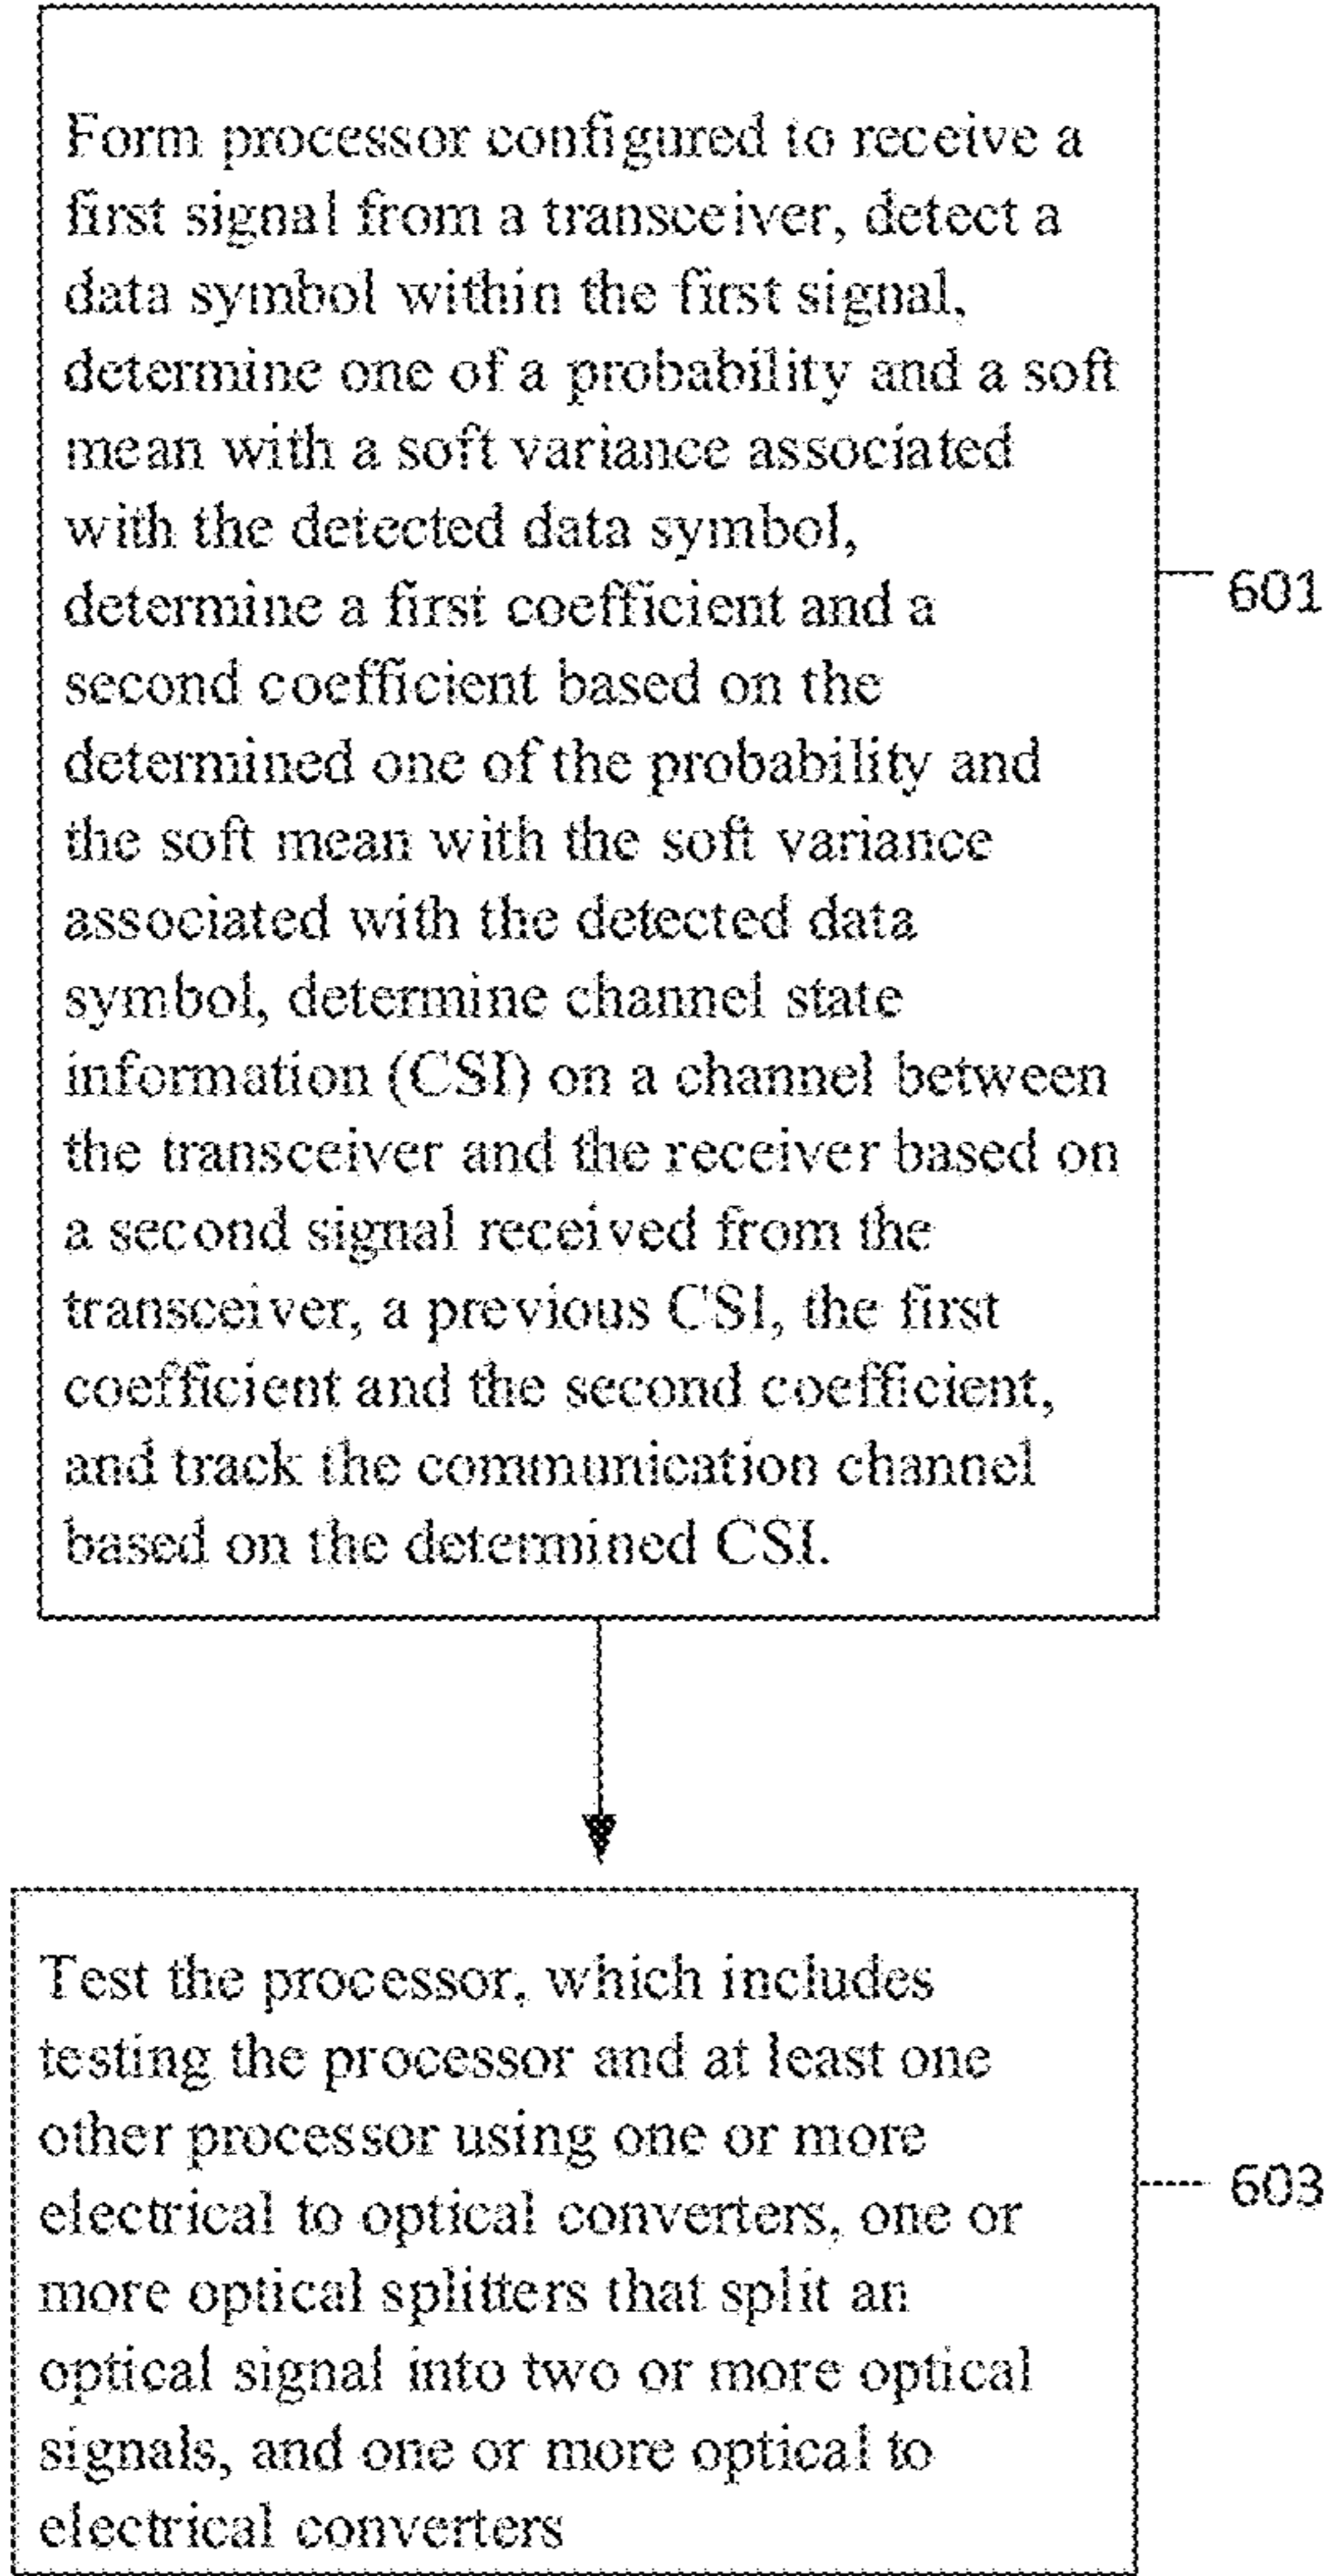 Form processor configured to receive a
first signal from a transceiver, detect a
data symbol within the first signal,
determine one of a probability and a soft
mean with a soft variance associated
with the detected data symbol,
determine a first coefficient and a
second coefficient based on the
determined one of the probability and
the soft mean with the soft variance
associated with the detected data
symbol, determine channel state
information (CSI) on a channel between
the transceiver and the receiver based on
a second signal received from the
transceiver, a previous CSI, the first
coefficient and the second coefficient,
and track the communication channel
based on the determined CSI.
601
Test the processor, which includes
testing the processor and at least one
other processor using one or more
electrical to optical converters, one or
more optical splitters that split an
optical signal into two or more optical
signals, and one or more optical to
electrical converters
603